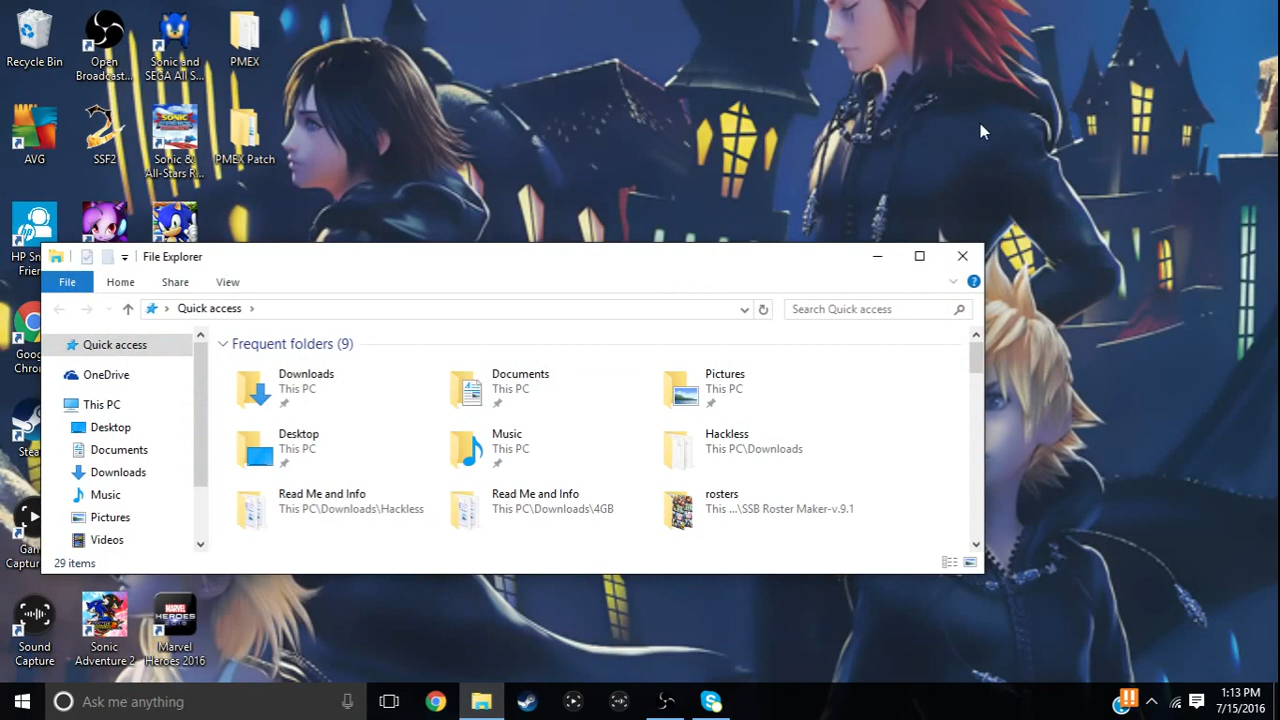 Recycle Bin
Open
Broadcast...
Sonic and
SEGA All S...
PMEX
AVG
SSF2
Sonic &
All-Stars R...
PMEX Patch
HP Sn
Frien
File Explorer
File
Home
Share
View
Quick access
Search Quick access
Quick access
OneDrive
This PC
Desktop
Documents
Downloads
Music
Pictures
Videos
Frequent folders (9)
Downloads
This PC
Documents
This PC
Pictures
This PC
Desktop
This PC
Music
This PC
Hackless
This PC\Downloads
Read Me and Info
This PC\Downloads\Hackless
Read Me and Info
This PC\Downloads\4GB
rosters
This ...\SSB Roster Maker-v.9.1
29 items
Goog
Chron
Stea
Gam
Captur
Sound
Capture
Sonic
Adventure 2
MARVEL
HEROES
Marvel
Heroes 2016
Ask me anything
1:13 PM
7/15/2016